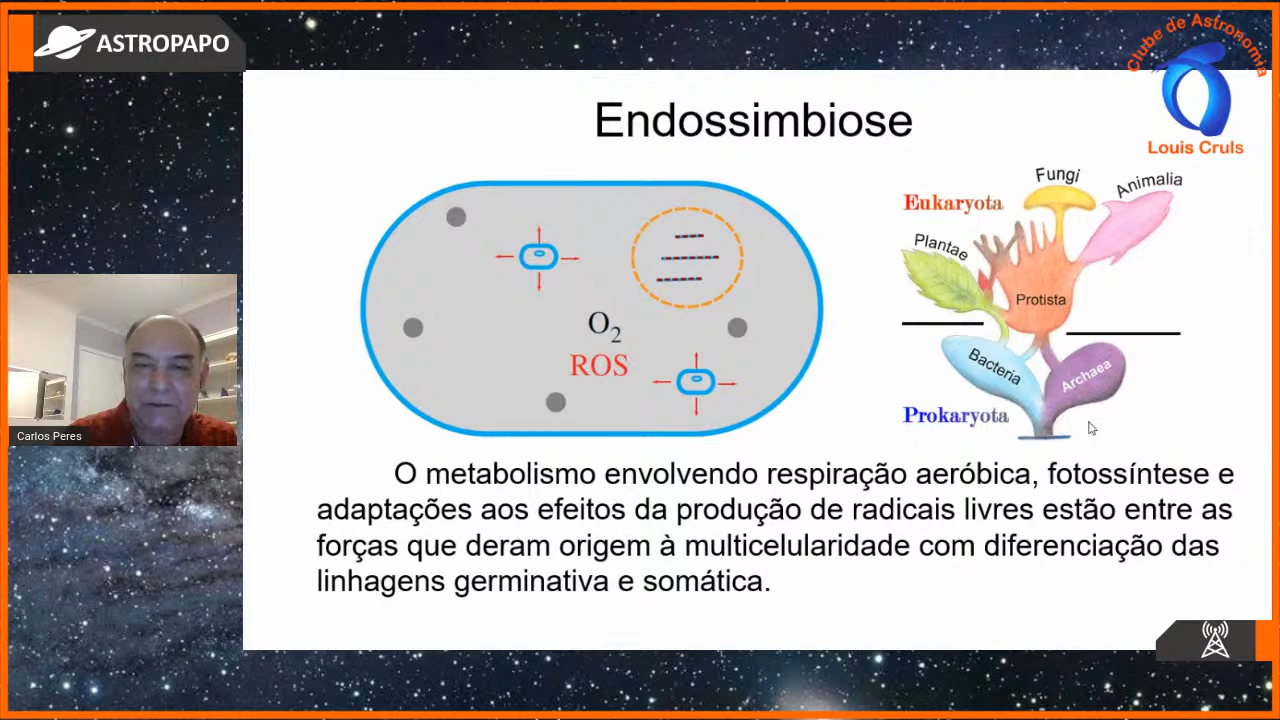 ASTROPAPO
Clube de Astronomia
Louis Cruls
Endossimbiose
O2
ROS
Fungi
Animalia
Eukaryota
Plantae
Protista
Bacteria
Archaea
Prokaryota
Carlos Peres
O metabolismo envolvendo respiração aeróbica, fotossíntese e
adaptações aos efeitos da produção de radicais livres estão entre as
forças que deram origem à multicelularidade com diferenciação das
linhagens germinativa e somática.